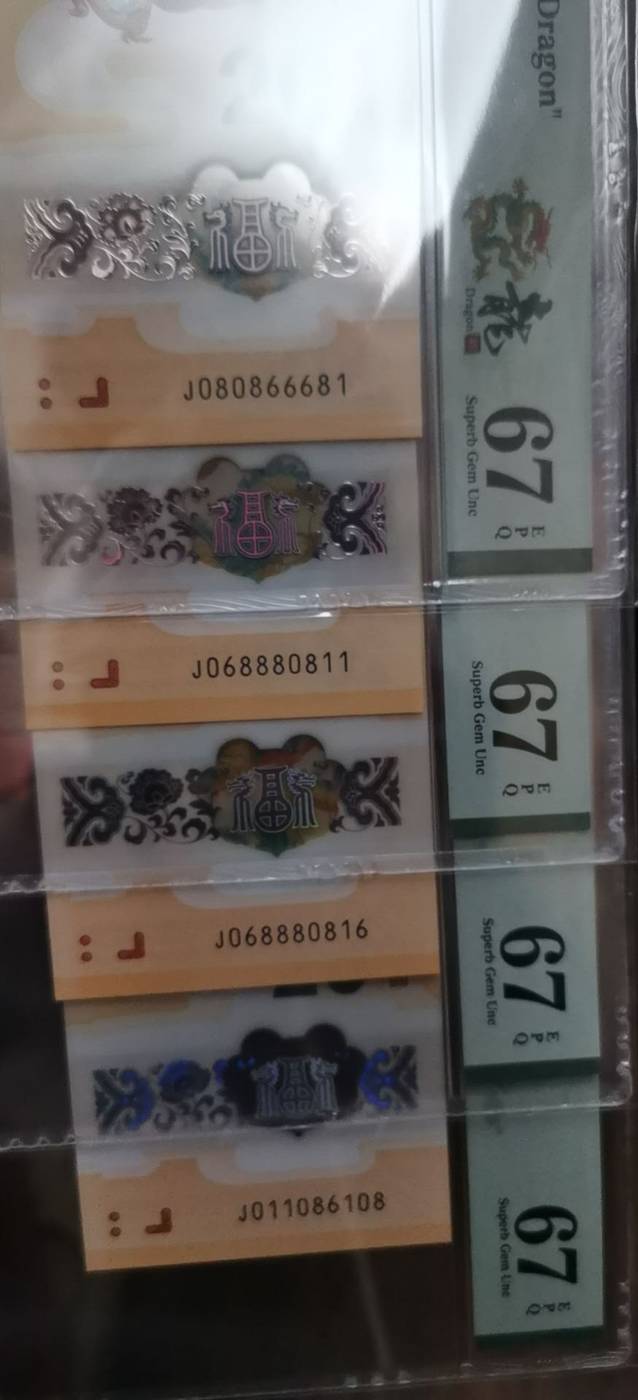 Dragon"
龍
Dragon
J080866681
67
EPQ
Superb Gem Unc
J068880811
67
EPQ
Superb Gem Unc
J068880816
67
EPQ
Superb Gem Unc
J011086108
67
EPQ
Superb Gem Unc